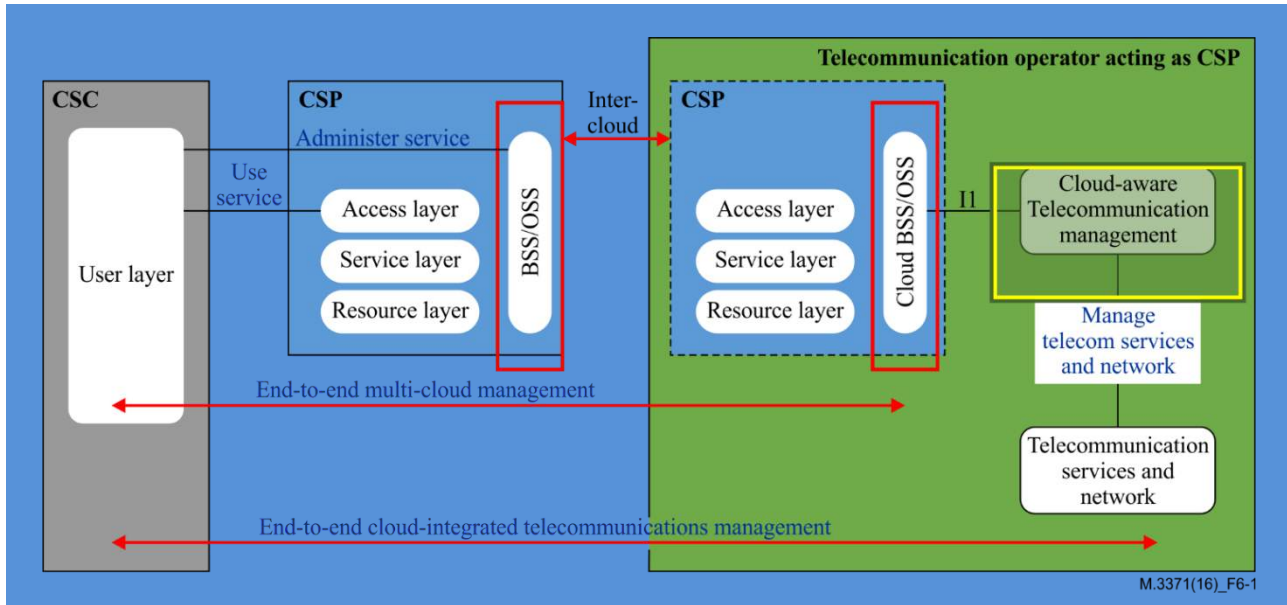 Telecommunication operator acting as CSP
CSC
CSP
Inter-
cloud
CSP
Administer service
Use
service
User layer
Access layer
Service layer
Resource layer
BSS/OSS
Access layer
Service layer
Resource layer
Cloud BSS/OSS
I1
Cloud-aware
Telecommunication
management
Manage
telecom services
and network
End-to-end multi-cloud management
Telecommunication
services and
network
End-to-end cloud-integrated telecommunications management
M.3371(16)_F6-1